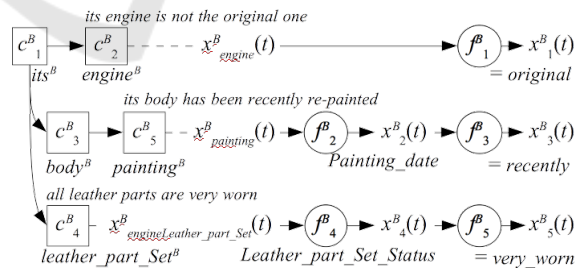 its engine is not the original one
c^B_1 c^B_2 x^B_engine(t) f^B_1 x^B_1(t)
its^B engine^B = original
its body has been recently re-painted
c^B_3 c^B_5 x^B_painting(t) f^B_2 x^B_2(t) f^B_3 x^B_3(t)
body^B painting^B Painting_date = recently
all leather parts are very worn
c^B_4 x^B_engineLeather_part_Set(t) f^B_4 x^B_4(t) f^B_5 x^B_5(t)
leather_part_Set^B Leather_part_Set_Status = very_worn